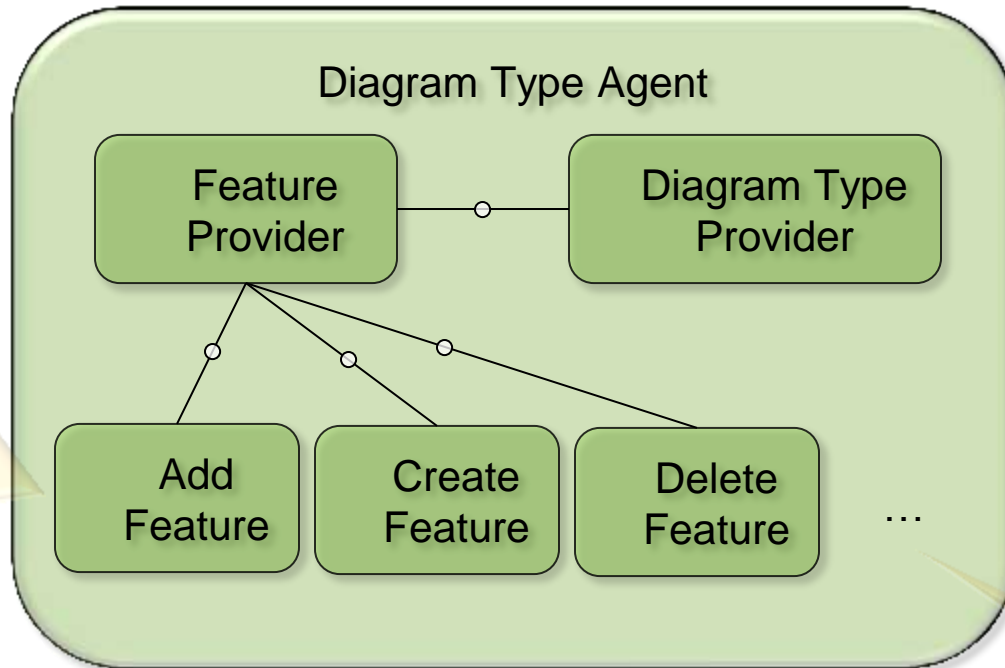 Diagram Type Agent
Feature
Provider
Diagram Type
Provider
Add
Feature
Create
Feature
Delete
Feature
...